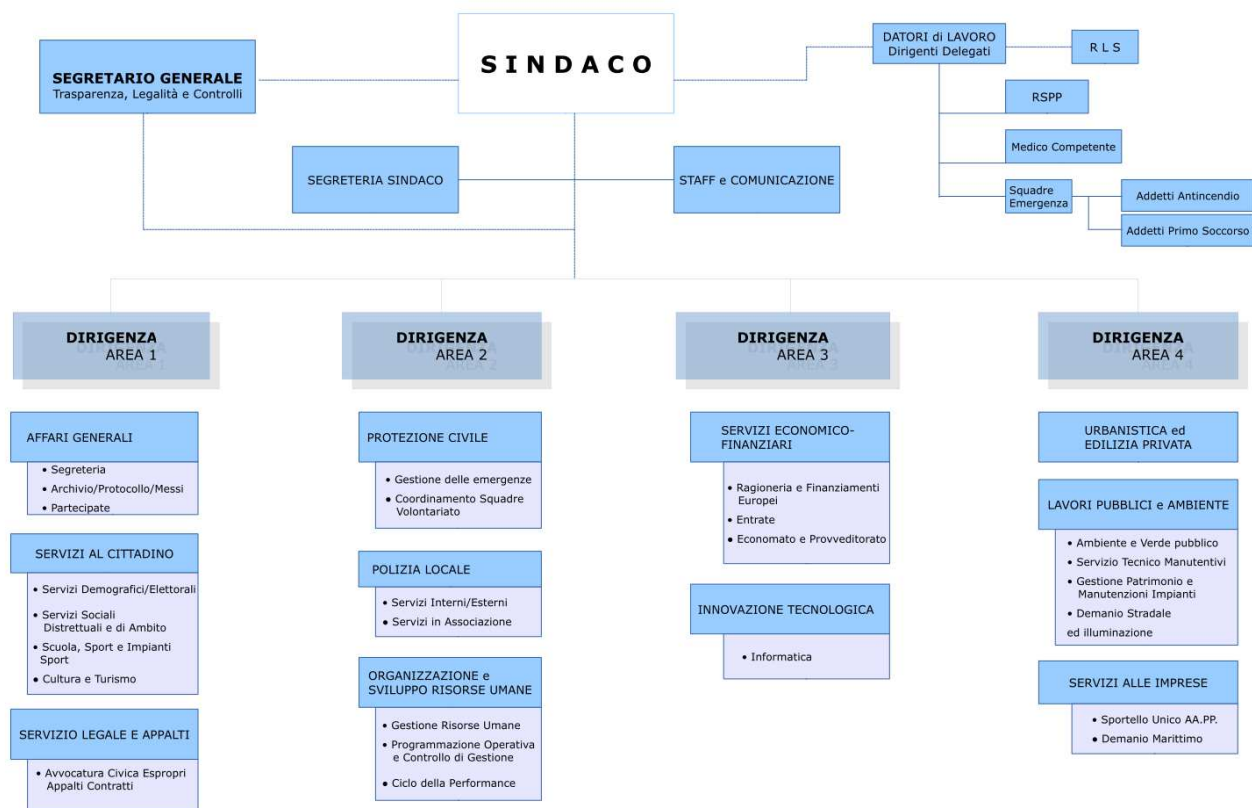 SINDACO
SEGRETARIO GENERALE
Trasparenza, Legalità e Controlli
DATORI di LAVORO
Dirigenti Delegati
R L S
RSPP
Medico Competente
Squadre
Emergenza
Addetti Antincendio
Addetti Primo Soccorso
SEGRETERIA SINDACO
STAFF e COMUNICAZIONE
DIRIGENZA
AREA 1
AFFARI GENERALI
• Segreteria
• Archivio/Protocollo/Messi
• Partecipate
SERVIZI AL CITTADINO
• Servizi Demografici/Elettorali
• Servizi Sociali
Distrettuali e di Ambito
• Scuola, Sport e Impianti
Sport
• Cultura e Turismo
SERVIZIO LEGALE E APPALTI
• Avvocatura Civica Espropri
Appalti Contratti
DIRIGENZA
AREA 2
PROTEZIONE CIVILE
• Gestione delle emergenze
• Coordinamento Squadre
Volontariato
POLIZIA LOCALE
• Servizi Interni/Esterni
• Servizi in Associazione
ORGANIZZAZIONE e
SVILUPPO RISORSE UMANE
• Gestione Risorse Umane
• Programmazione Operativa
e Controllo di Gestione
• Ciclo della Performance
DIRIGENZA
AREA 3
SERVIZI ECONOMICO-
FINANZIARI
• Ragioneria e Finanziamenti
Europei
• Entrate
• Economato e Provveditorato
INNOVAZIONE TECNOLOGICA
• Informatica
DIRIGENZA
AREA 4
URBANISTICA ed
EDILIZIA PRIVATA
LAVORI PUBBLICI e AMBIENTE
• Ambiente e Verde pubblico
• Servizio Tecnico Manutentivi
• Gestione Patrimonio e
Manutenzioni Impianti
• Demanio Stradale
ed illuminazione
SERVIZI ALLE IMPRESE
• Sportello Unico AA.PP.
• Demanio Marittimo